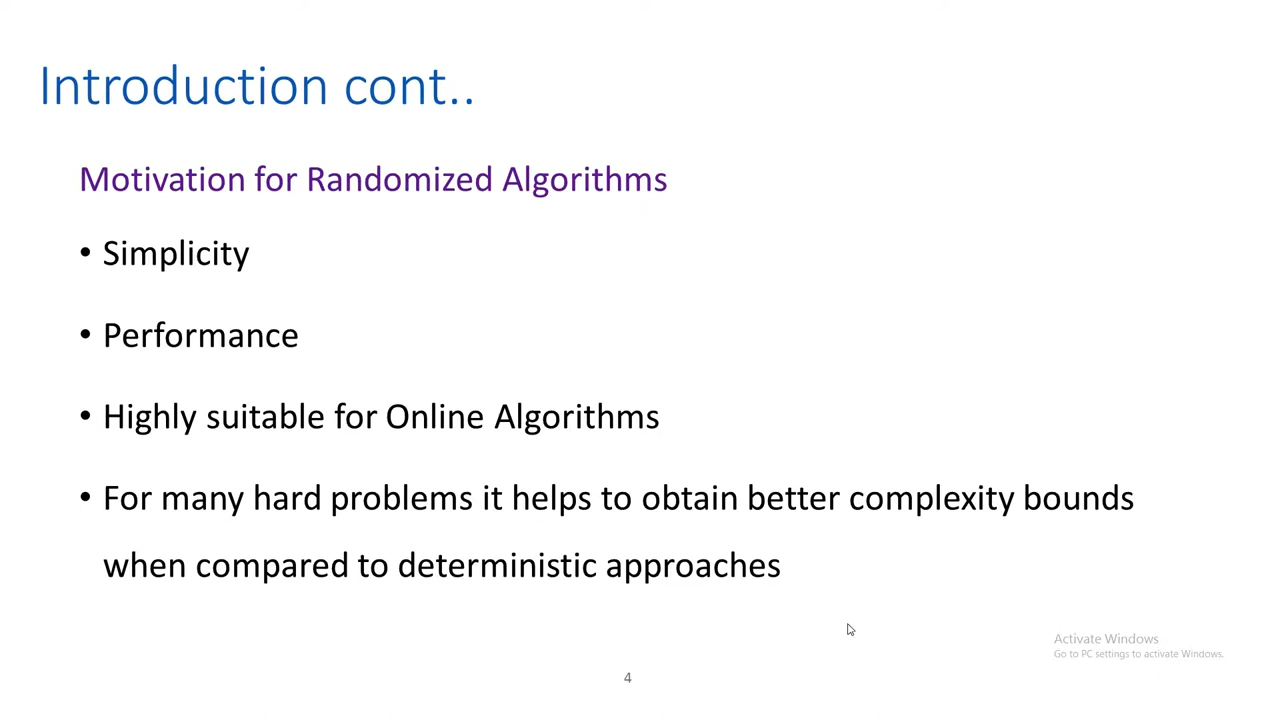 Introduction cont..
Motivation for Randomized Algorithms
• Simplicity
• Performance
• Highly suitable for Online Algorithms
• For many hard problems it helps to obtain better complexity bounds
when compared to deterministic approaches
Activate Windows
Go to PC settings to activate Windows.
4